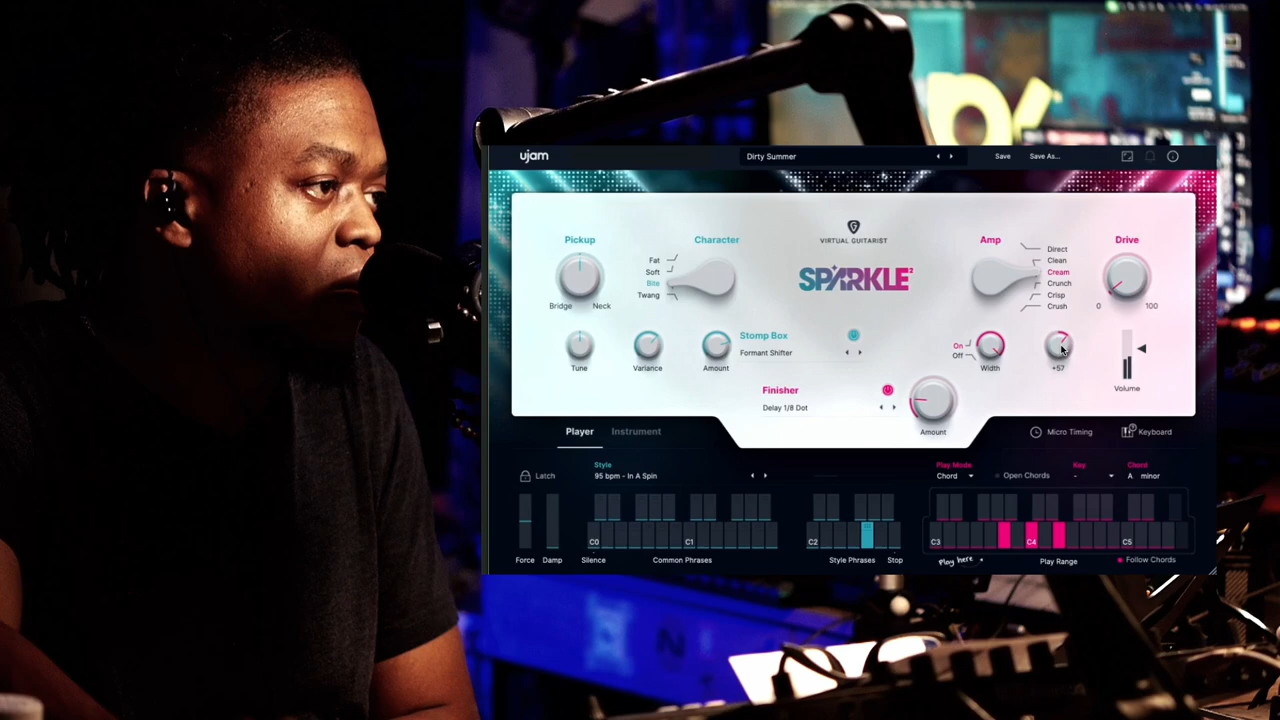 ujam
Dirty Summer
Save
Save As...
VIRTUAL GUITARIST
SPARKLE2
Pickup
Bridge
Neck
Character
Fat
Soft
Bite
Twang
Amp
Direct
Clean
Cream
Crunch
Crisp
Crush
Drive
0
100
Tune
Variance
Amount
Stomp Box
Formant Shifter
On
Off
Width
+57
Volume
Finisher
Delay 1/8 Dot
Amount
Player
Instrument
Micro Timing
Keyboard
Latch
Style
95 bpm - In A Spin
Play Mode
Chord
Open Chords
Key
-
Chord
A minor
C0
C1
C2
C3
C4
C5
Force
Damp
Silence
Common Phrases
Style Phrases
Stop
Play here
Play Range
Follow Chords